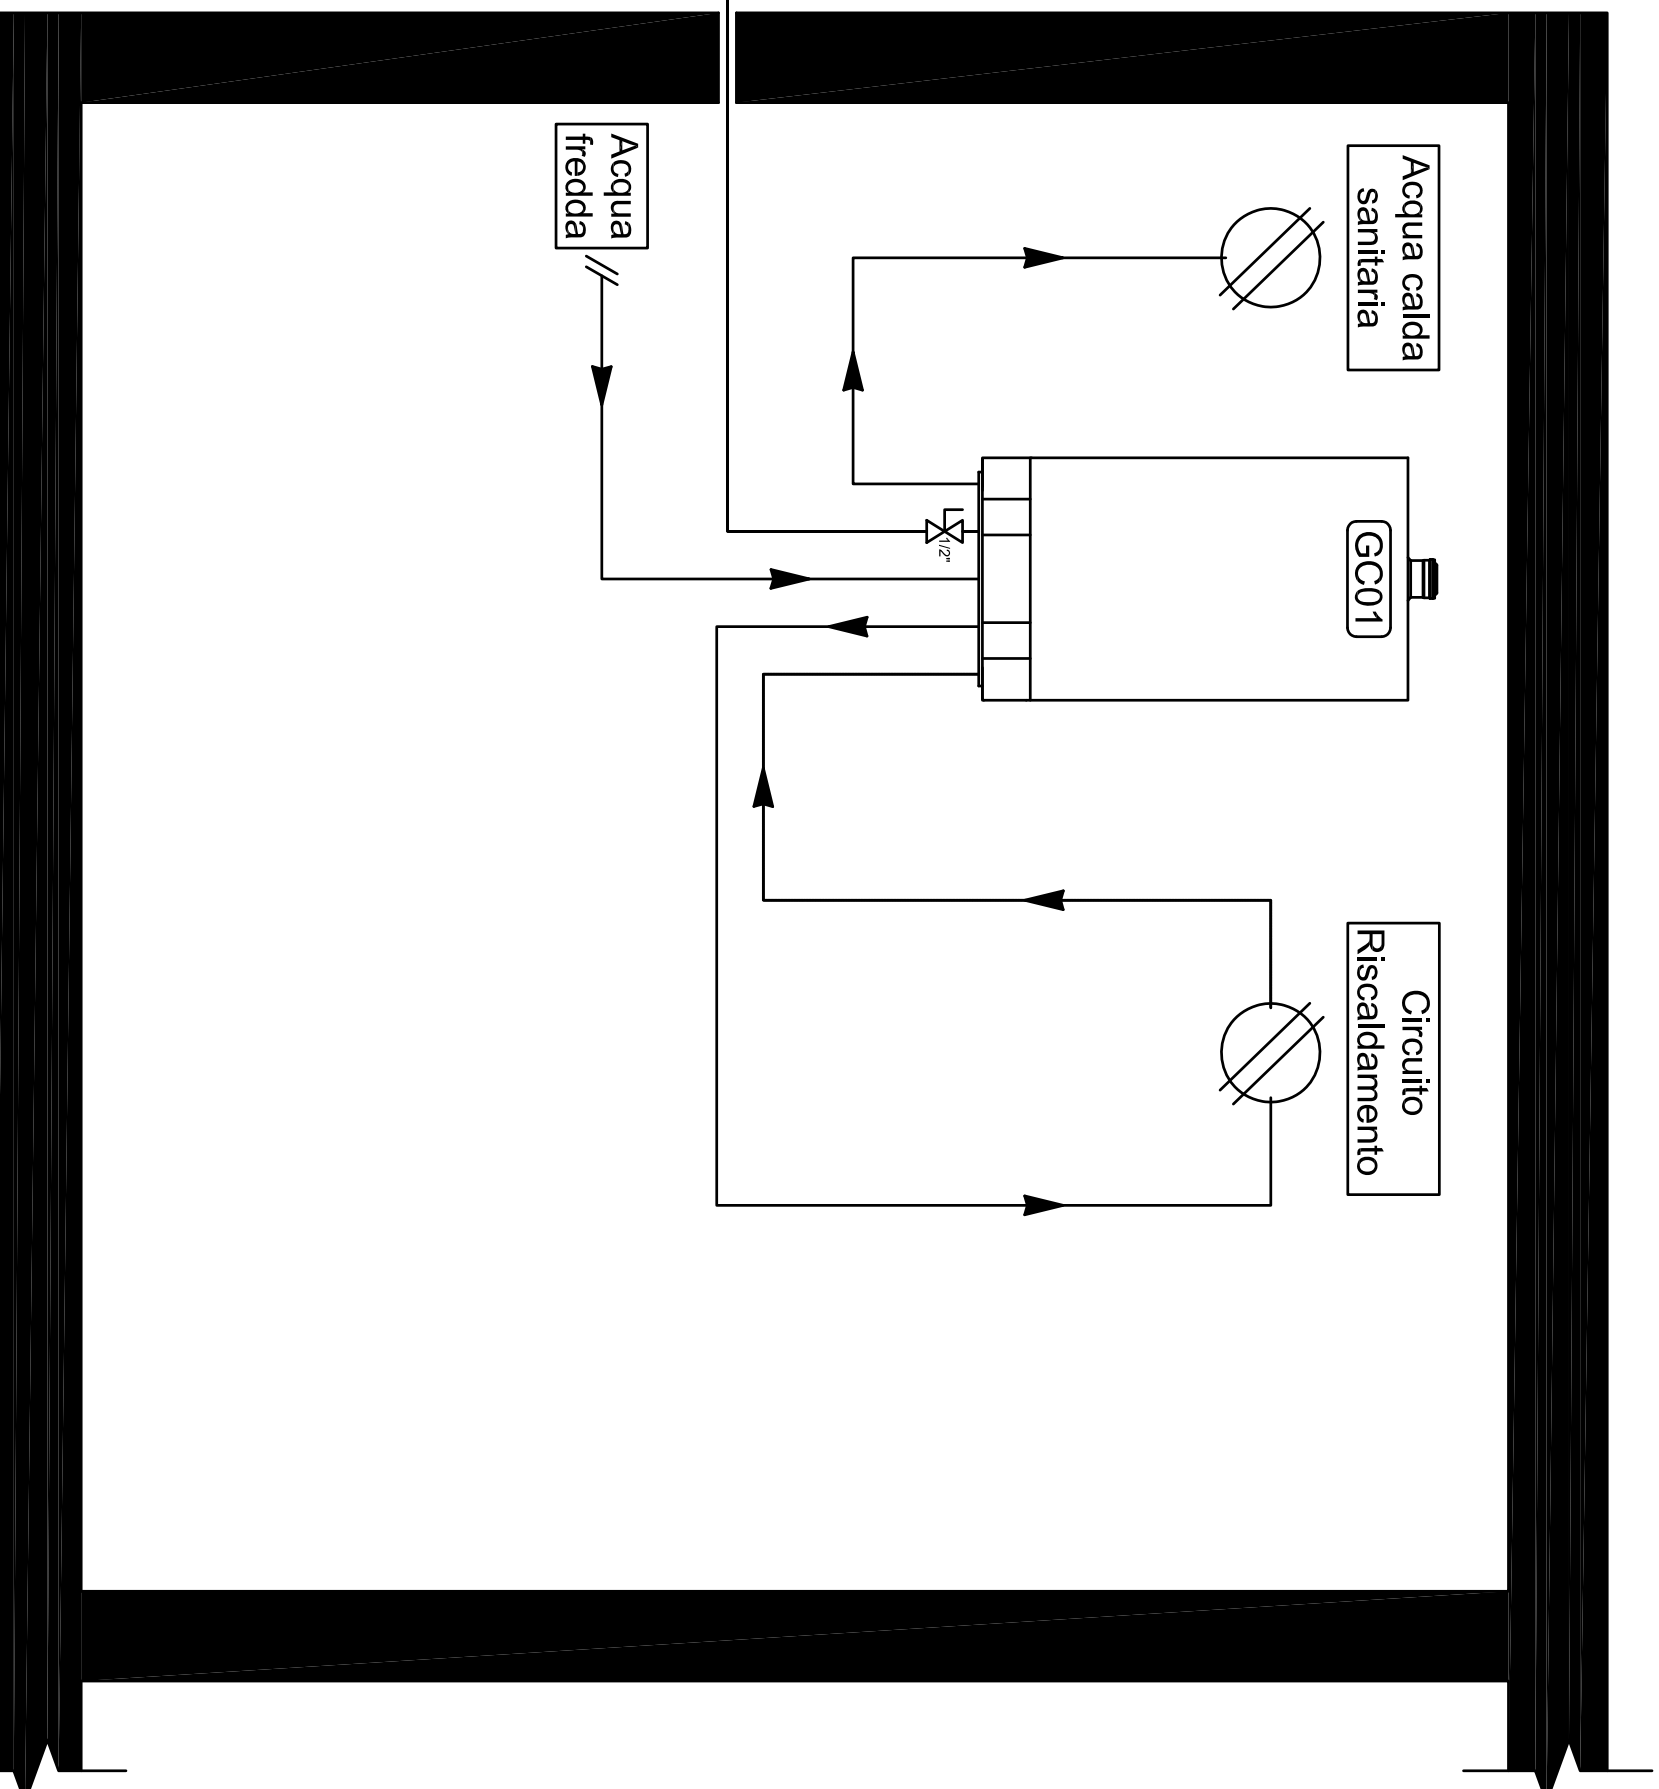 Acqua calda
sanitaria
GC01
Circuito
Riscaldamento
1/2"
Acqua
fredda